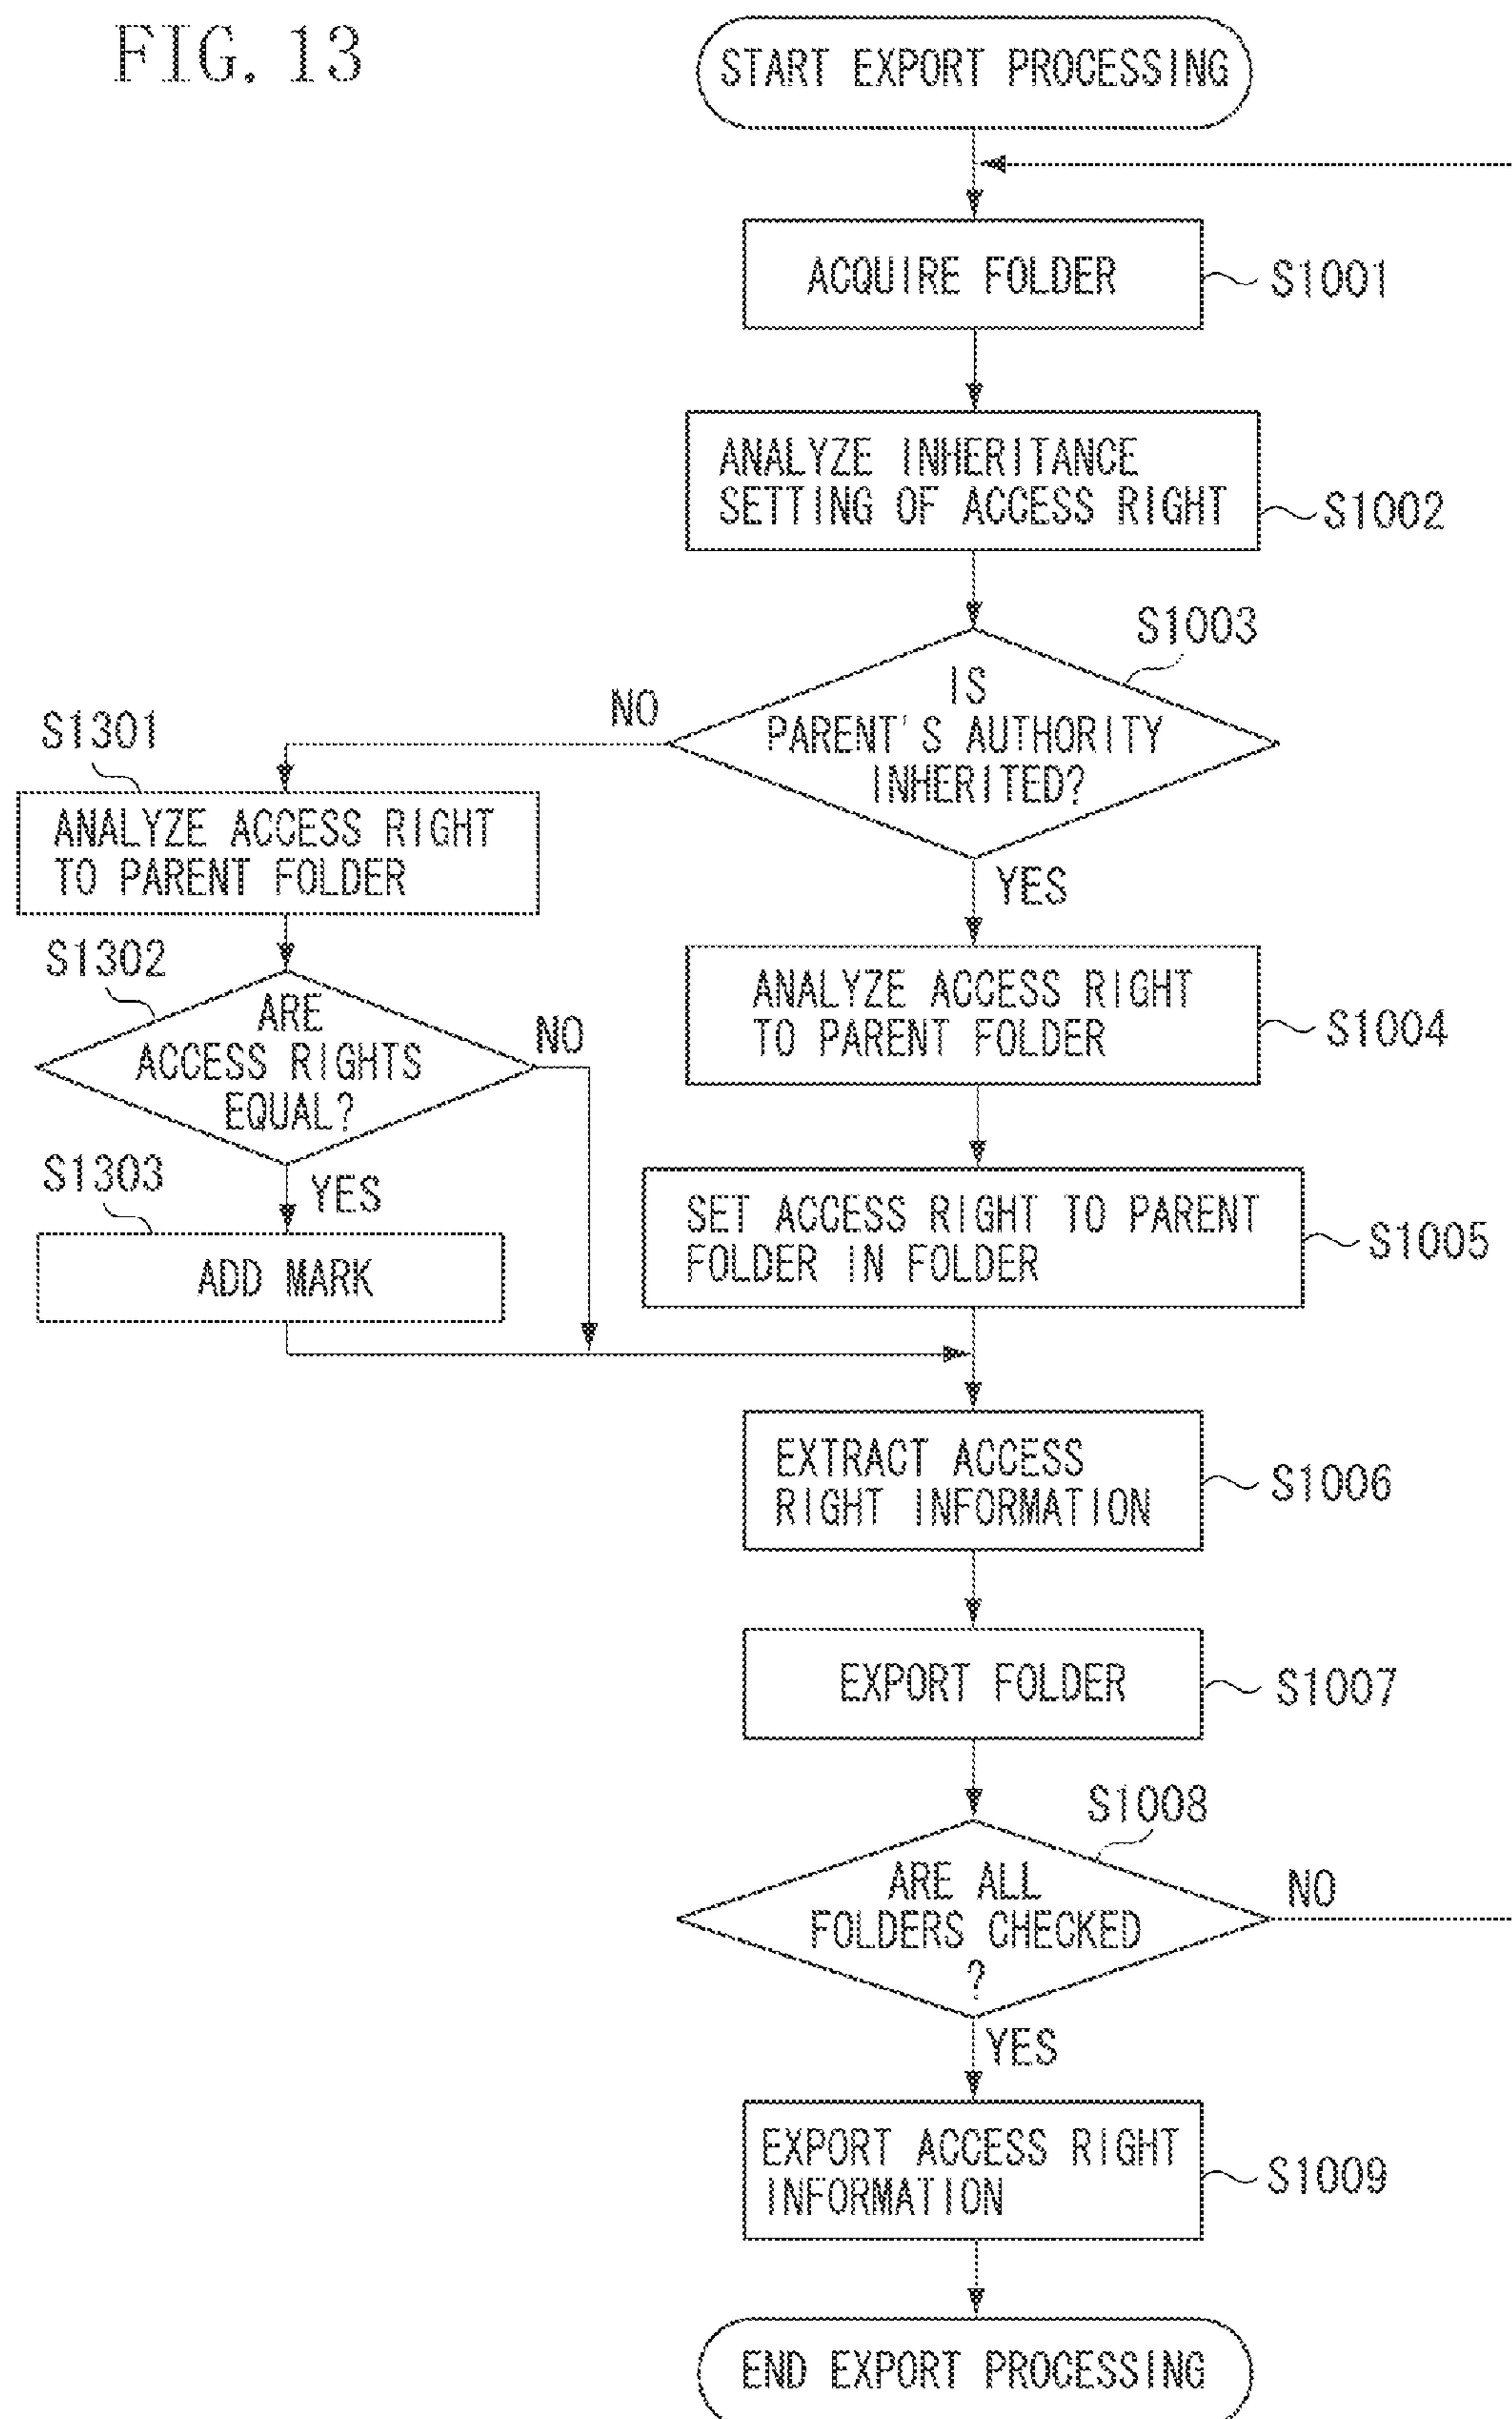 FIG. 13
START EXPORT PROCESSING
ACQUIRE FOLDER
S1001
ANALYZE INHERITANCE
SETTING OF ACCESS RIGHT
S1002
S1003
IS
PARENT'S AUTHORITY
INHERITED?
NO
YES
S1301
ANALYZE ACCESS RIGHT
TO PARENT FOLDER
S1302
ARE
ACCESS RIGHTS
EQUAL?
NO
YES
S1303
ADD MARK
ANALYZE ACCESS RIGHT
TO PARENT FOLDER
S1004
SET ACCESS RIGHT TO PARENT
FOLDER IN FOLDER
S1005
EXTRACT ACCESS
RIGHT INFORMATION
S1006
EXPORT FOLDER
S1007
S1008
ARE ALL
FOLDERS CHECKED
?
NO
YES
EXPORT ACCESS RIGHT
INFORMATION
S1009
END EXPORT PROCESSING